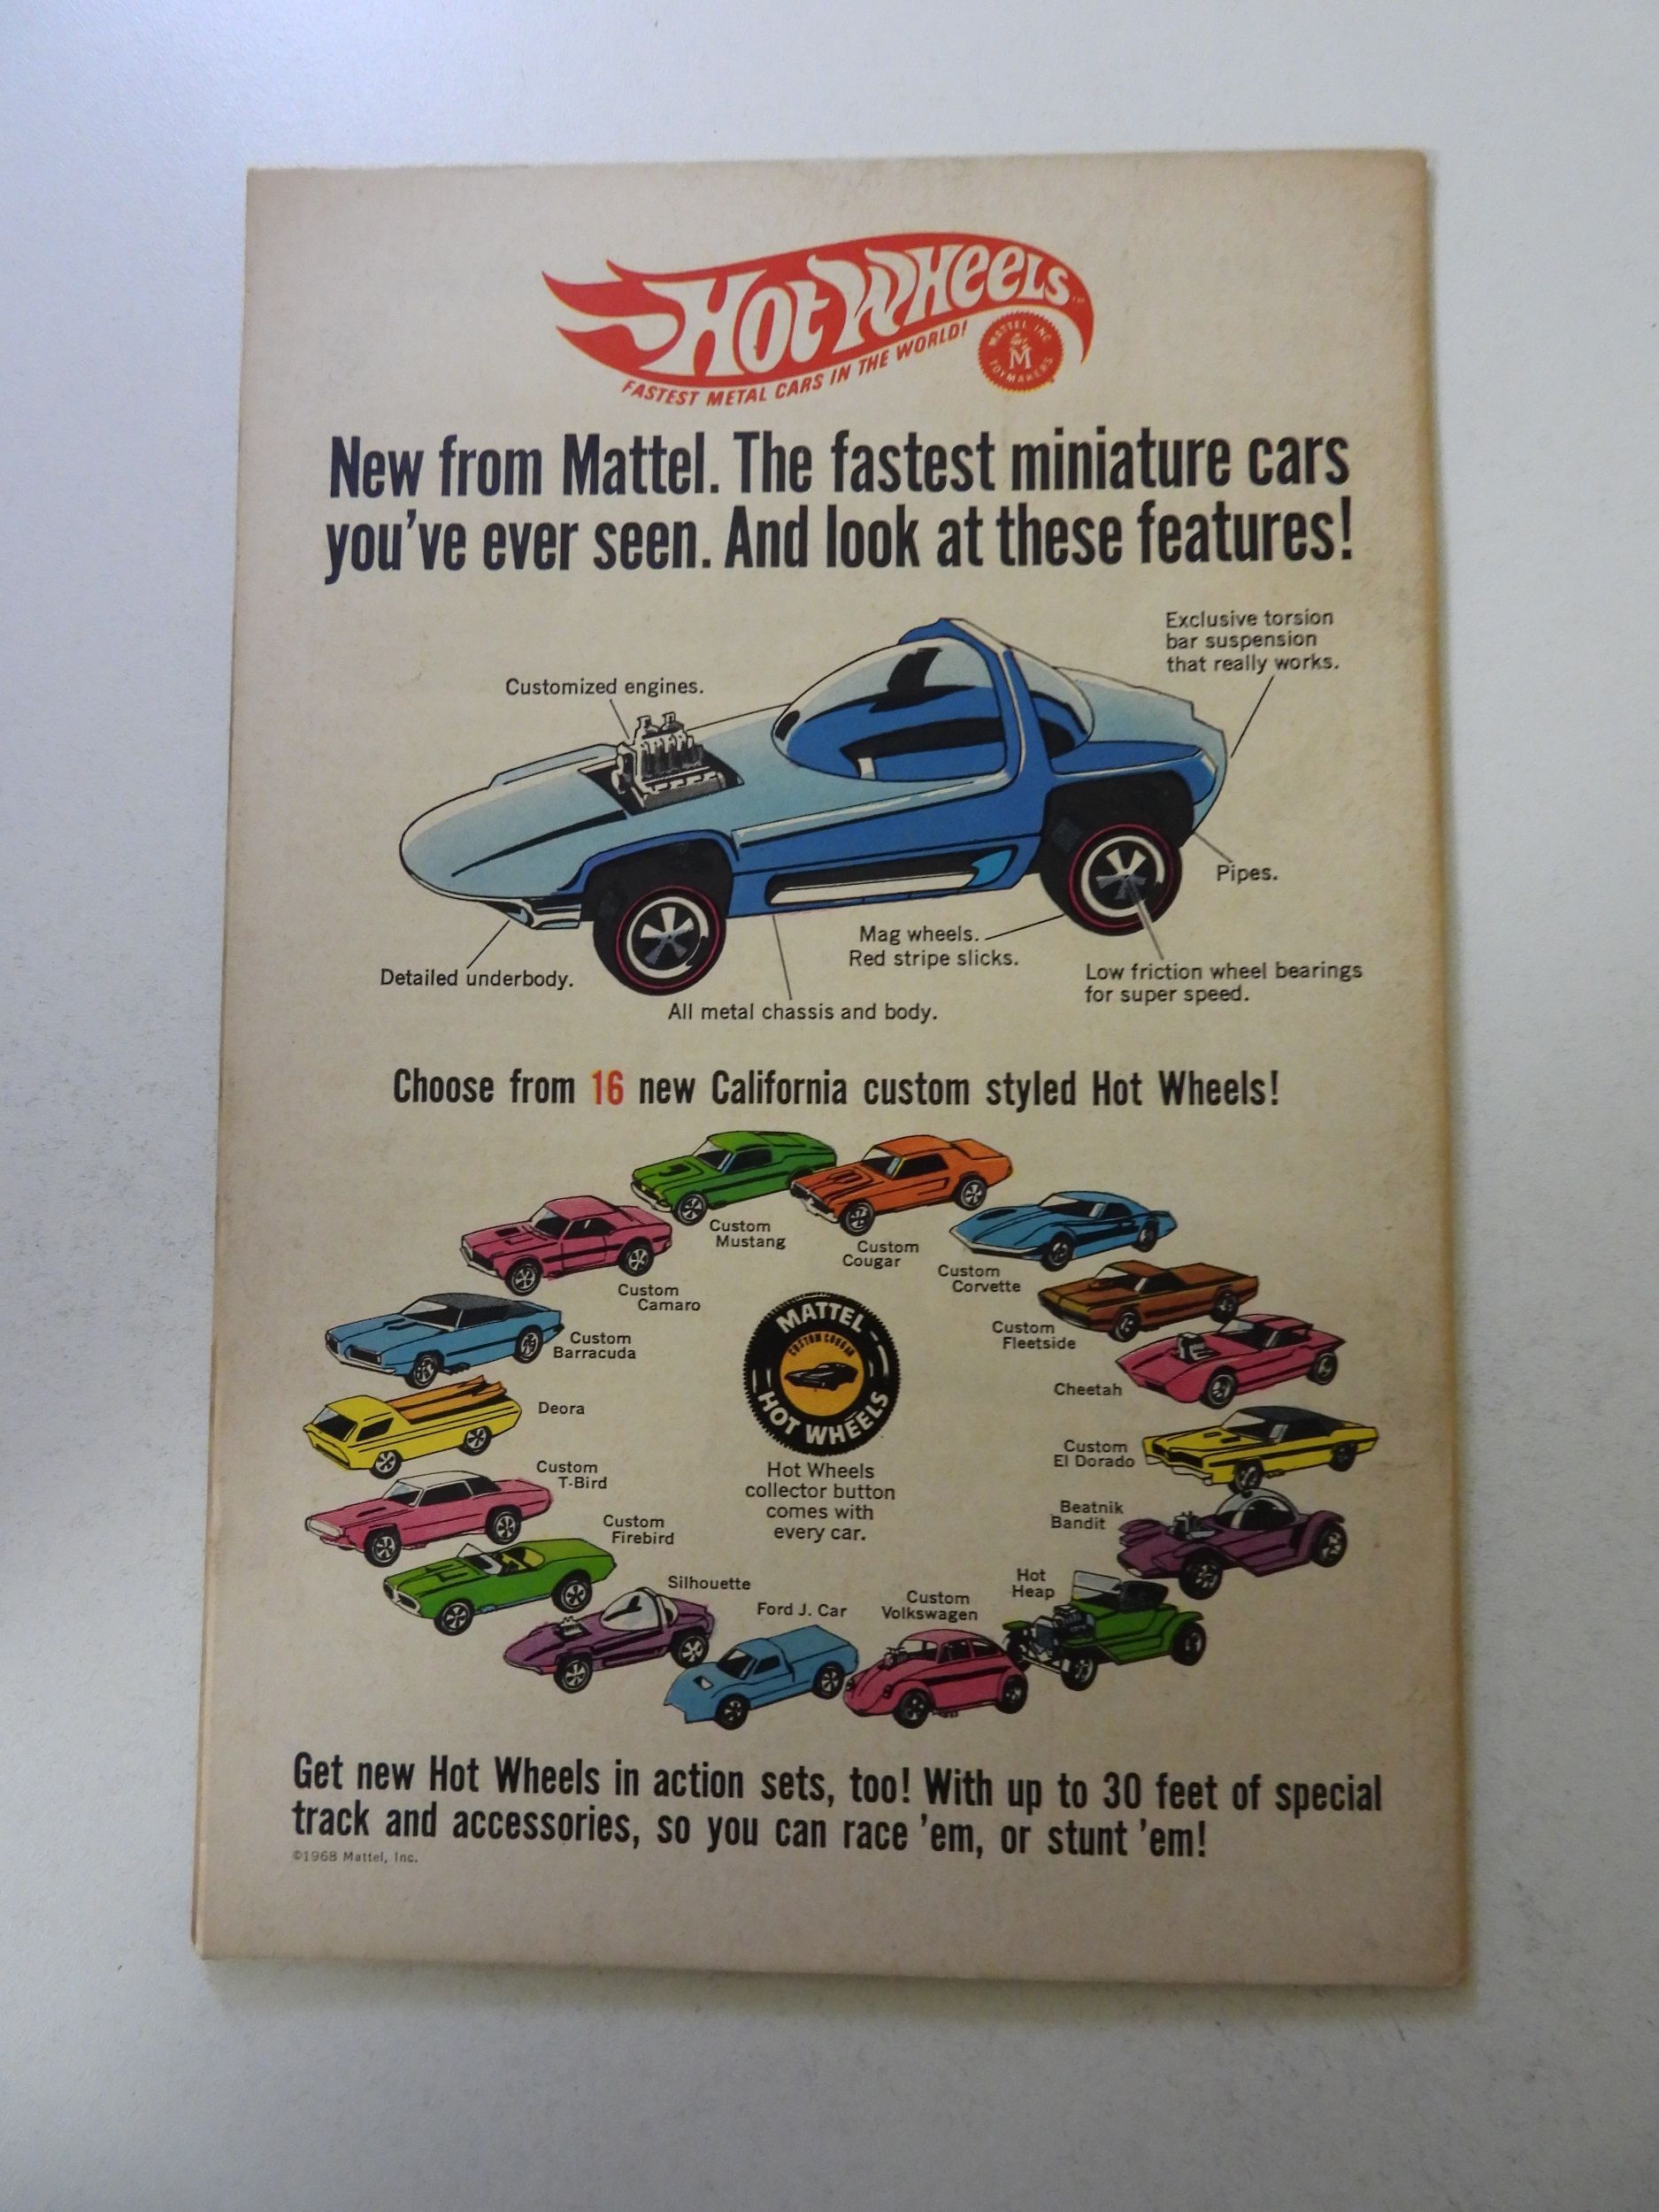 Hot Wheels™
FASTEST METAL CARS IN THE WORLD!
MATTEL INC
M
TOYMAKERS
New from Mattel. The fastest miniature cars
you've ever seen. And look at these features!
Exclusive torsion
bar suspension
that really works.
Customized engines.
Pipes.
Mag wheels.
Red stripe slicks.
Detailed underbody.
Low friction wheel bearings
for super speed.
All metal chassis and body.
Choose from 16 new California custom styled Hot Wheels!
Custom
Mustang
Custom
Cougar
Custom
Corvette
Custom
Camaro
Custom
Fleetside
Custom
Barracuda
Cheetah
Deora
Custom
El Dorado
Custom
T-Bird
Beatnik
Bandit
Custom
Firebird
Hot
Heap
Silhouette
Ford J. Car
Custom
Volkswagen
MATTEL
CUSTOM COUGAR
HOT WHEELS
Hot Wheels
collector button
comes with
every car.
Get new Hot Wheels in action sets, too! With up to 30 feet of special
track and accessories, so you can race 'em, or stunt 'em!
©1968 Mattel, Inc.